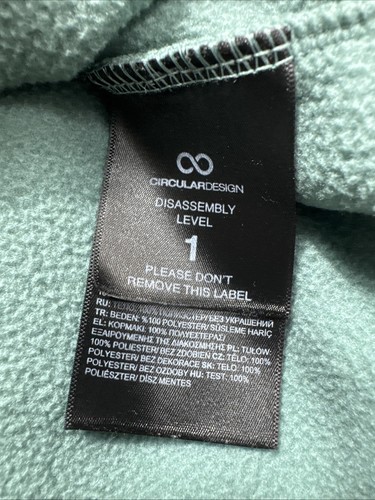 CIRCULARDESIGN
DISASSEMBLY
LEVEL
1
PLEASE DON'T
REMOVE THIS LABEL
УКРАШЕНИЙ
TR: BEDEN: %100 POLYESTER/ SÜSLEME HARİÇ
EL: ΚΟΡΜΑΚΙ: 100% ΠΟΛΥΕΣΤΕΡΑΣ/
ΕΞΑΙΡΟΥΜΕΝΗΣ ΤΗΣ ΔΙΑΚΟΣΜΗΣΗΣ PL: TUŁÓW:
100% POLIESTER/ BEZ ZDOBIEŃ CZ: TĚLO: 100%
POLYESTER/ BEZ DEKORACE SK: TELO: 100%
POLYESTER/ BEZ OZDOBY HU: TEST: 100%
POLIÉSZTER/ DÍSZ MENTES